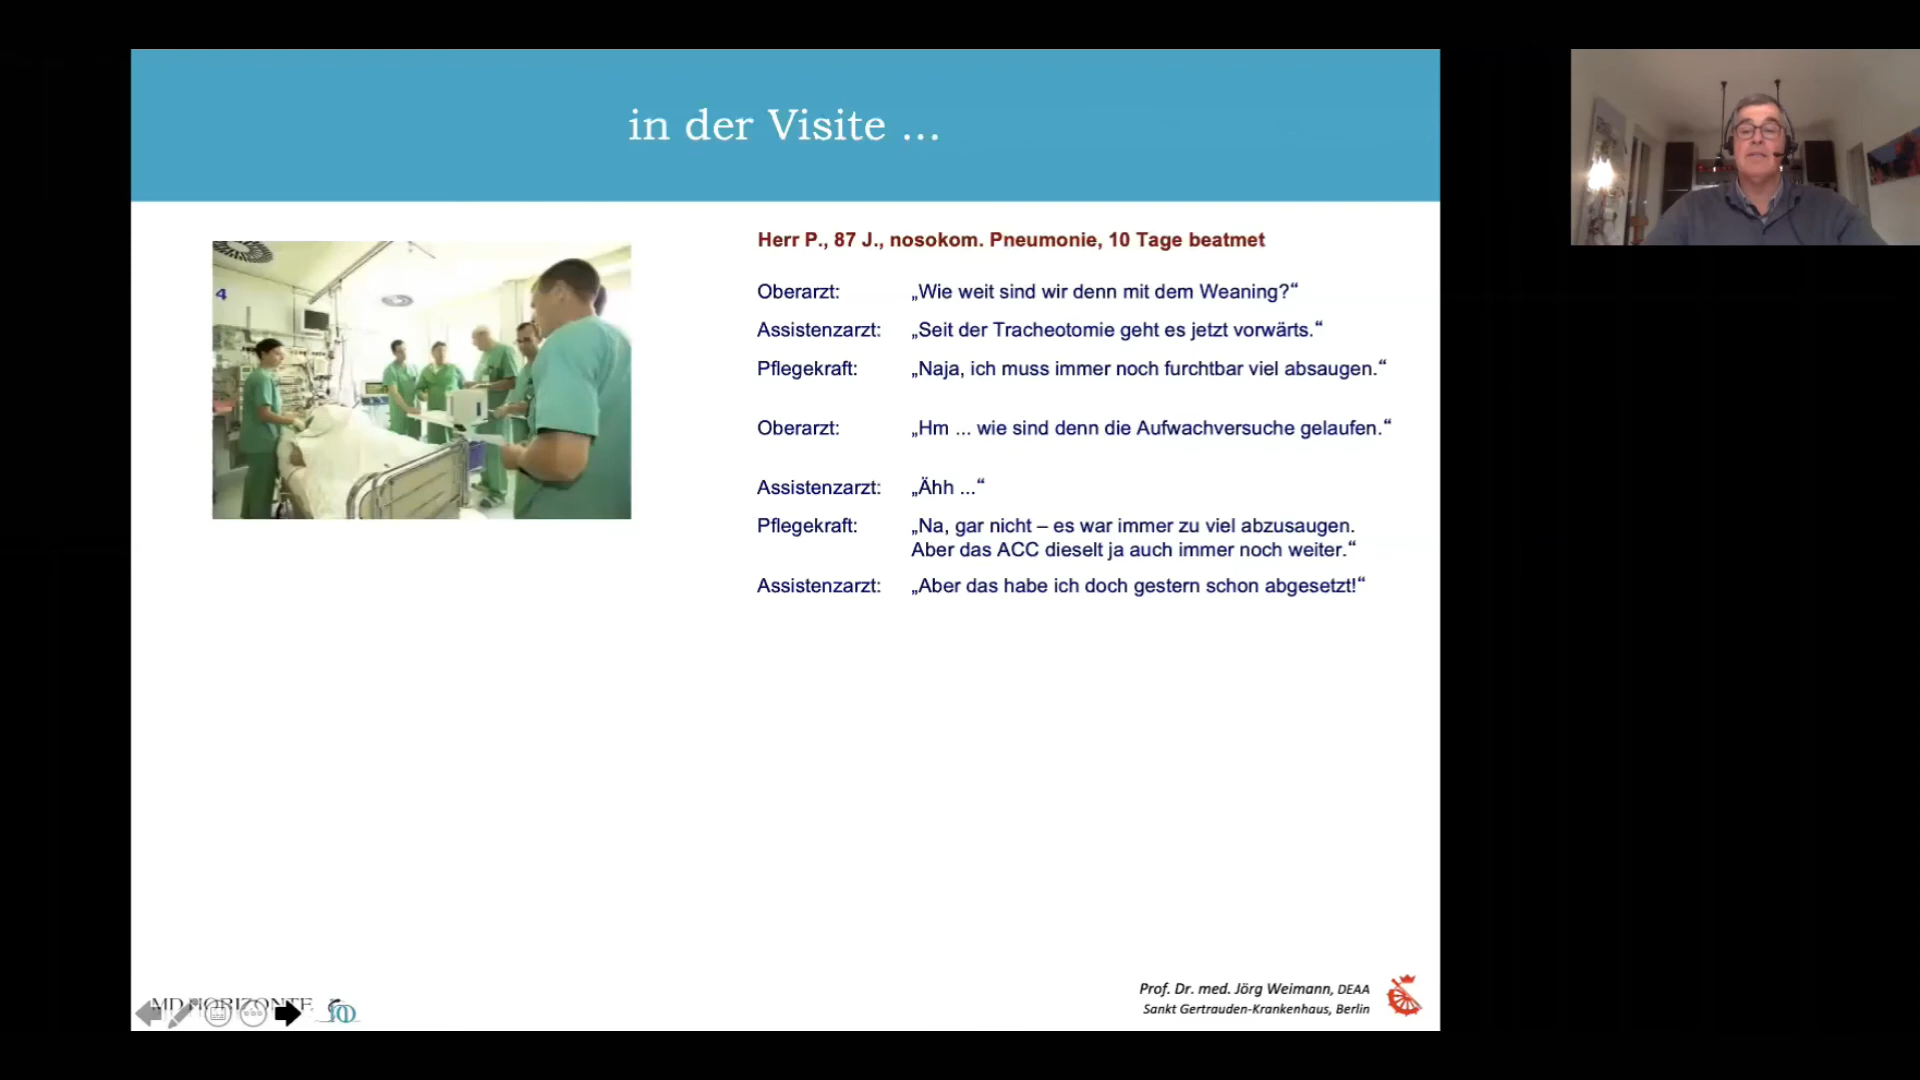 in der Visite ...
4
Herr P., 87 J., nosokom. Pneumonie, 10 Tage beatmet
Oberarzt: „Wie weit sind wir denn mit dem Weaning?“
Assistenzarzt: „Seit der Tracheotomie geht es jetzt vorwärts.“
Pflegekraft: „Naja, ich muss immer noch furchtbar viel absaugen.“
Oberarzt: „Hm ... wie sind denn die Aufwachversuche gelaufen.“
Assistenzarzt: „Ähh ...“
Pflegekraft: „Na, gar nicht – es war immer zu viel abzusaugen.
Aber das ACC dieselt ja auch immer noch weiter.“
Assistenzarzt: „Aber das habe ich doch gestern schon abgesetzt!“
MD HORIZONTE
Prof. Dr. med. Jörg Weimann, DEAA
Sankt Gertrauden-Krankenhaus, Berlin